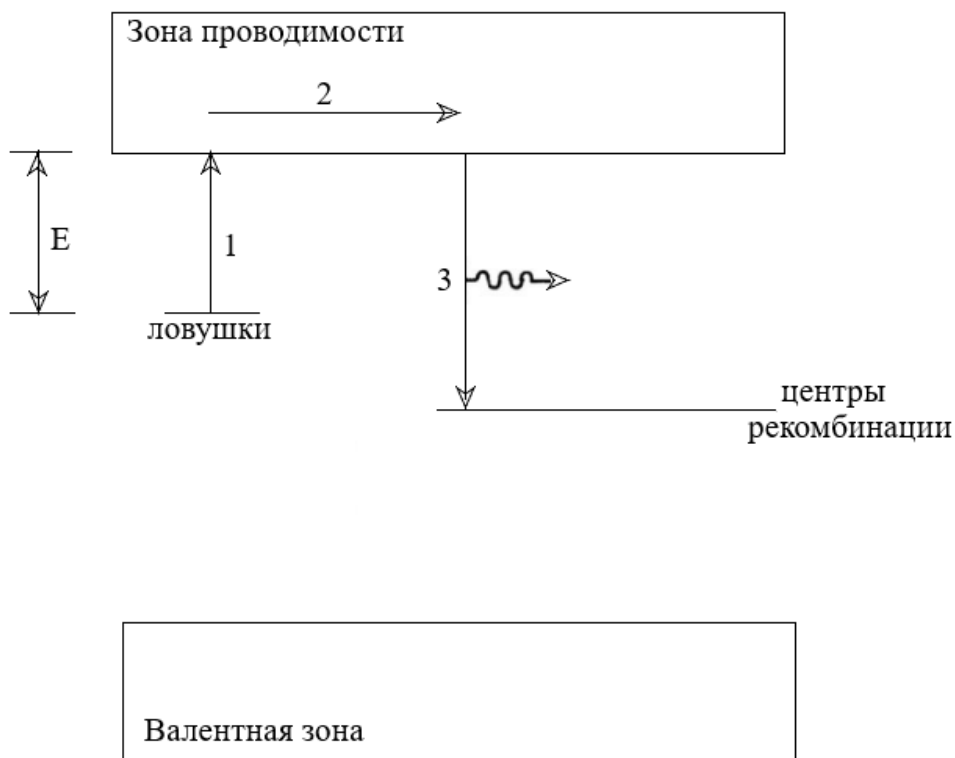 Зона проводимости
2
E
1
3
ловушки
центры
рекомбинации
Валентная зона